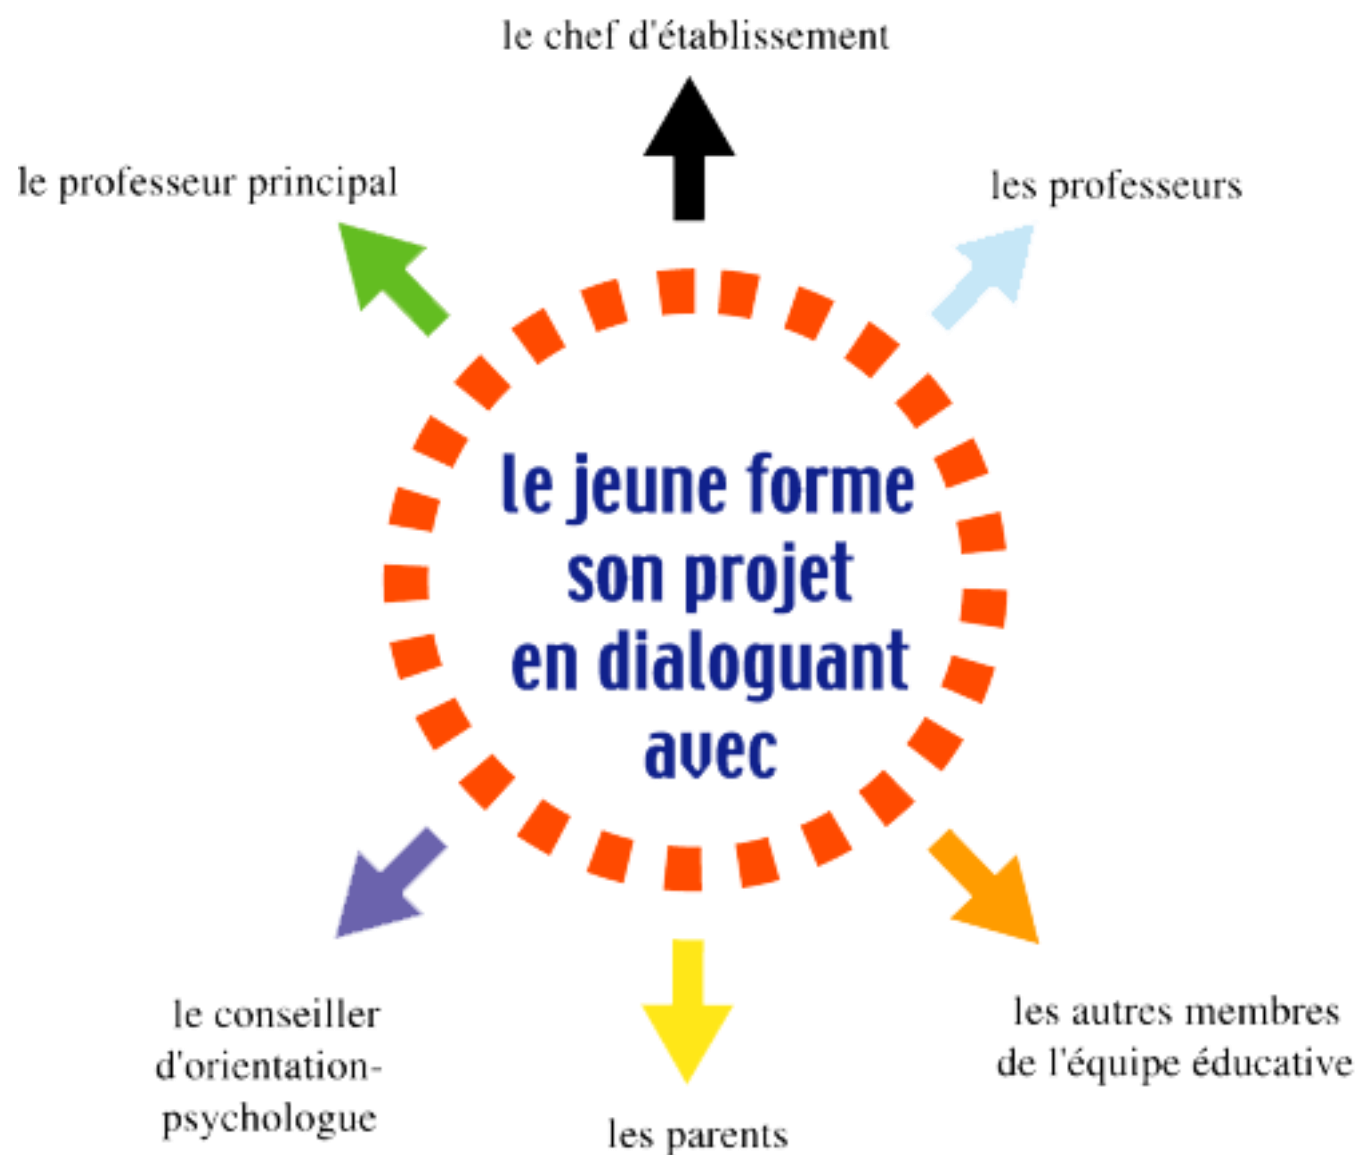 le chef d'établissement
le professeur principal
les professeurs
le jeune forme
son projet
en dialoguant
avec
le conseiller
d'orientation-
psychologue
les parents
les autres membres
de l'équipe éducative